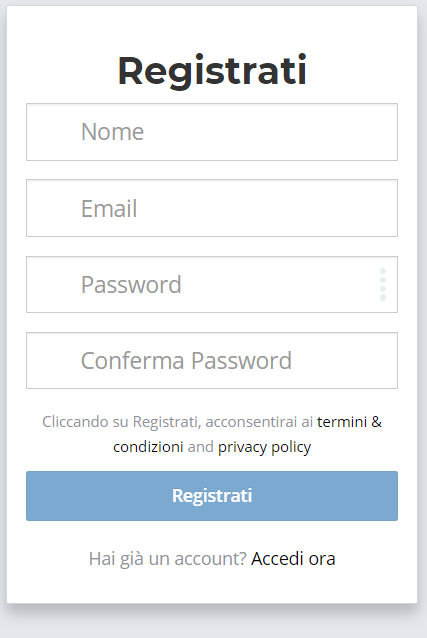 Registrati
Nome
Email
Password
Conferma Password
Cliccando su Registrati, acconsentirai ai termini &
condizioni and privacy policy
Registrati
Hai già un account? Accedi ora